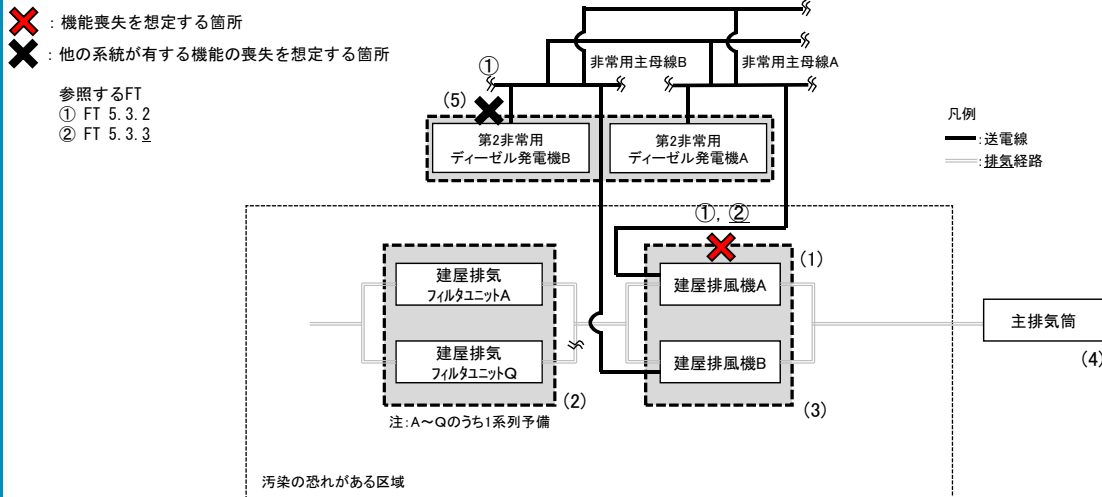 ：機能喪失を想定する箇所
：他の系統が有する機能の喪失を想定する箇所
参照するFT
① FT 5.3.2
② FT 5.3.3
①
非常用主母線B
非常用主母線A
(5)
第2非常用
ディーゼル発電機B
第2非常用
ディーゼル発電機A
凡例
：送電線
：排気経路
①，②
(1)
建屋排気
フィルタユニットA
建屋排風機A
主排気筒
(4)
建屋排気
フィルタユニットQ
建屋排風機B
(2)
(3)
注：A～Qのうち1系列予備
汚染の恐れがある区域